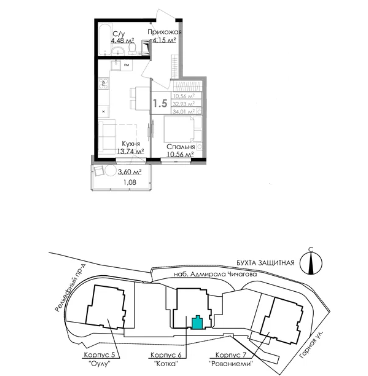 С/у
4.48 м²
Прихожая
4.15 м²
1.5
10.56 м²
32.93 м²
34.01 м²
Кухня
13.74 м²
Спальня
10.56 м²
3.60 м²
1.08
С
БУХТА ЗАЩИТНАЯ
наб. Адмирала Чичагова
Рамефорный пр-д
Горная ул.
Корпус 5
"Оулу"
Корпус 6
"Котка"
Корпус 7
"Рованиеми"